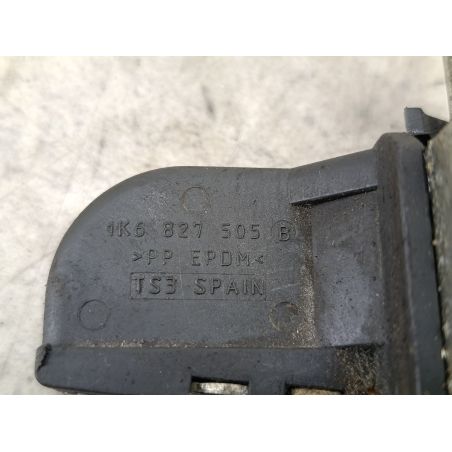 1K6 827 505 B
>PP EPDM<
TS3 SPAIN